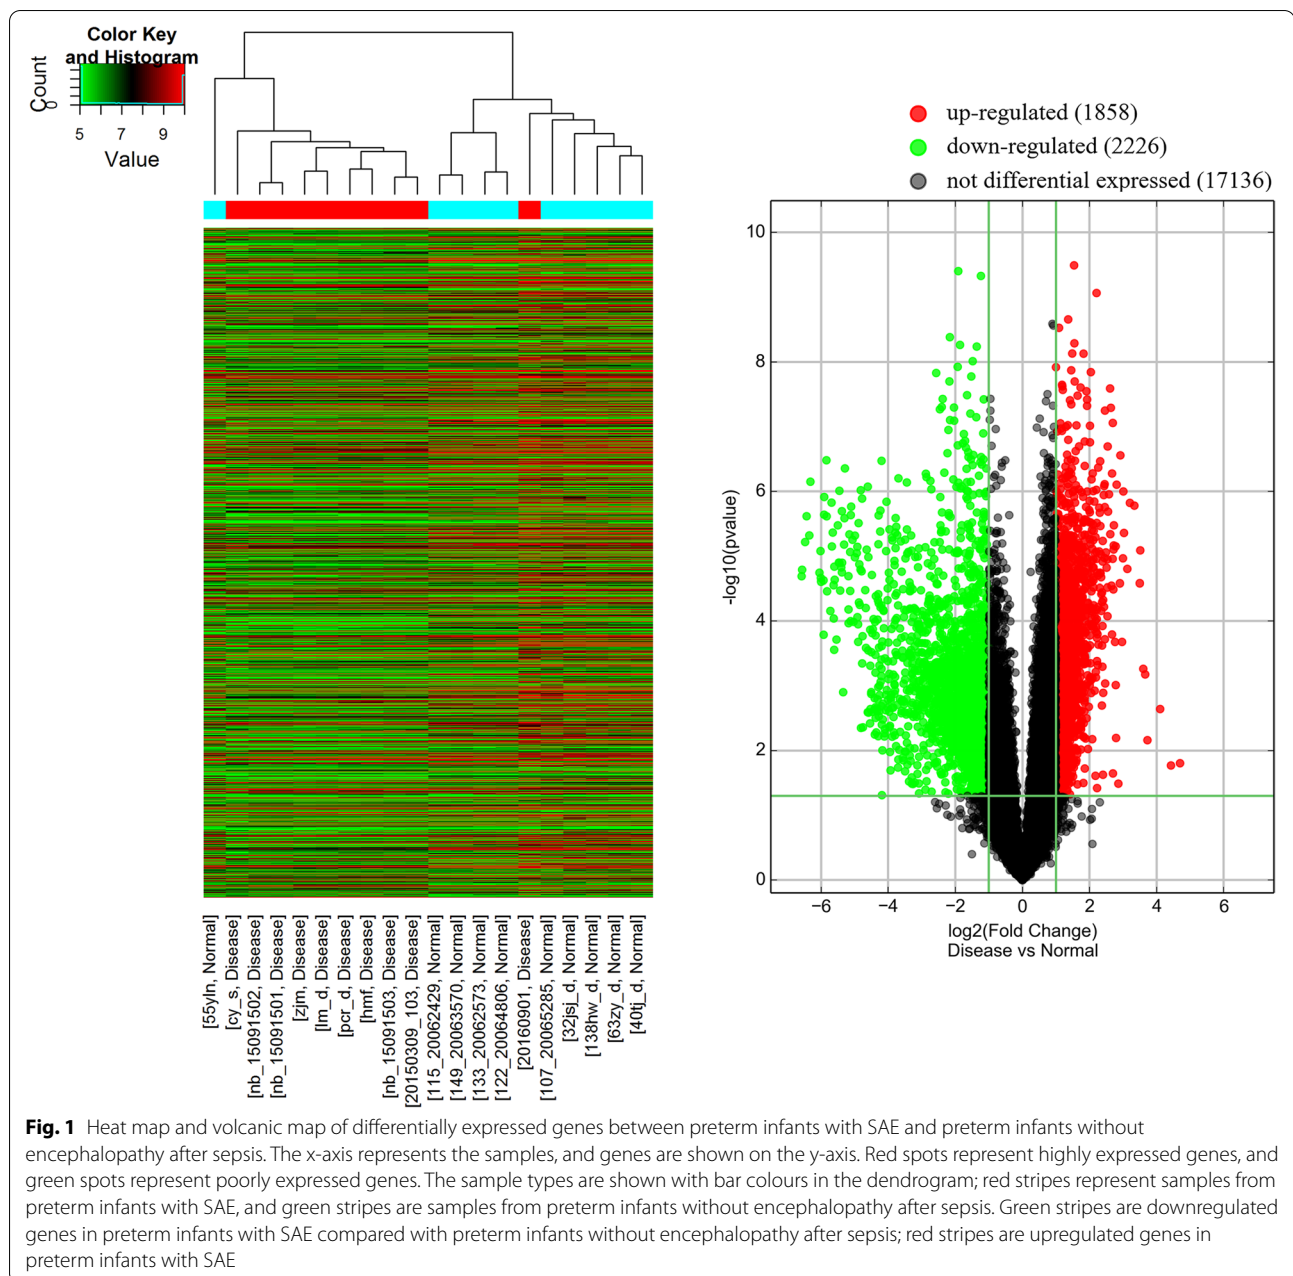 Color Key
and Histogram
Count
0
5 7 9
Value
up-regulated (1858)
down-regulated (2226)
not differential expressed (17136)
10
8
6
4
2
0
-log10(pvalue)
−6 −4 −2 0 2 4 6
log2(Fold Change)
Disease vs Normal
[55yln, Normal]
[cy_s, Disease]
[nb_15091502, Disease]
[nb_15091501, Disease]
[zjm, Disease]
[lm_d, Disease]
[pcr_d, Disease]
[hmf, Disease]
[nb_15091503, Disease]
[20150309_103, Disease]
[115_20062429, Normal]
[149_20063570, Normal]
[133_20062573, Normal]
[122_20064806, Normal]
[20160901, Disease]
[107_20065285, Normal]
[32jsj_d, Normal]
[138hw_d, Normal]
[63zy_d, Normal]
[40tj_d, Normal]
Fig. 1 Heat map and volcanic map of differentially expressed genes between preterm infants with SAE and preterm infants without
encephalopathy after sepsis. The x-axis represents the samples, and genes are shown on the y-axis. Red spots represent highly expressed genes, and
green spots represent poorly expressed genes. The sample types are shown with bar colours in the dendrogram; red stripes represent samples from
preterm infants with SAE, and green stripes are samples from preterm infants without encephalopathy after sepsis. Green stripes are downregulated
genes in preterm infants with SAE compared with preterm infants without encephalopathy after sepsis; red stripes are upregulated genes in
preterm infants with SAE